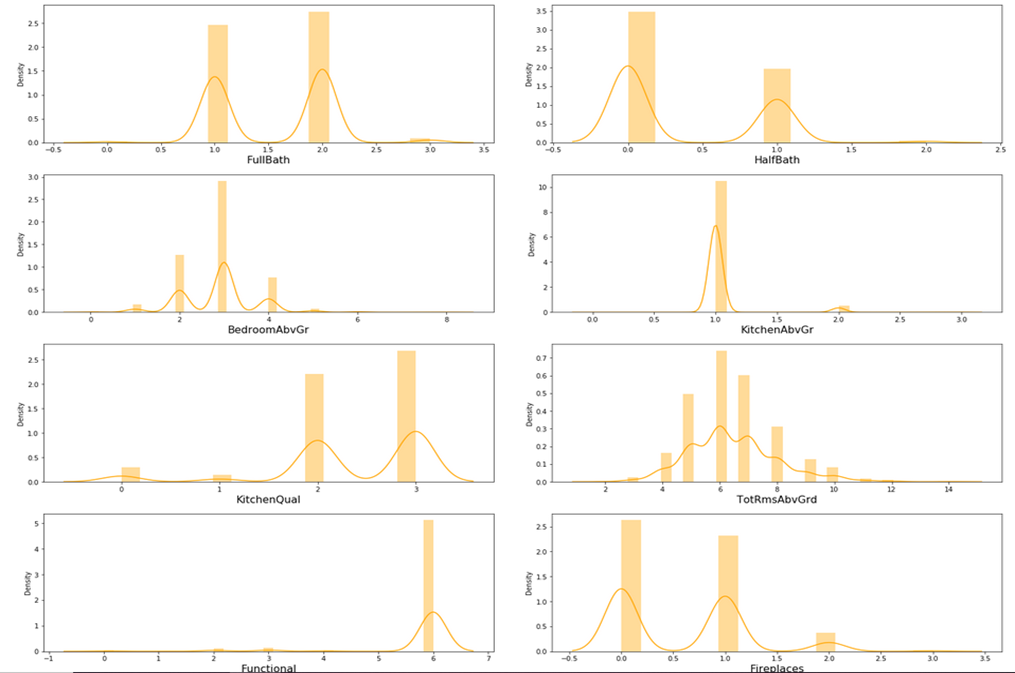 2.5
2.0
1.5
1.0
0.5
0.0
Density
−0.5 0.0 0.5 1.0 1.5 2.0 2.5 3.0 3.5
FullBath
3.5
3.0
2.5
2.0
1.5
1.0
0.5
0.0
Density
−0.5 0.0 0.5 1.0 1.5 2.0 2.5
HalfBath
3.0
2.5
2.0
1.5
1.0
0.5
0.0
Density
0 2 4 6 8
BedroomAbvGr
10
8
6
4
2
0
Density
0.0 0.5 1.0 1.5 2.0 2.5 3.0
KitchenAbvGr
2.5
2.0
1.5
1.0
0.5
0.0
Density
0 1 2 3
KitchenQual
0.7
0.6
0.5
0.4
0.3
0.2
0.1
0.0
Density
2 4 6 8 10 12 14
TotRmsAbvGrd
5
4
3
2
1
0
Density
−1 0 1 2 3 4 5 6 7
Functional
2.5
2.0
1.5
1.0
0.5
0.0
Density
−0.5 0.0 0.5 1.0 1.5 2.0 2.5 3.0 3.5
Fireplaces